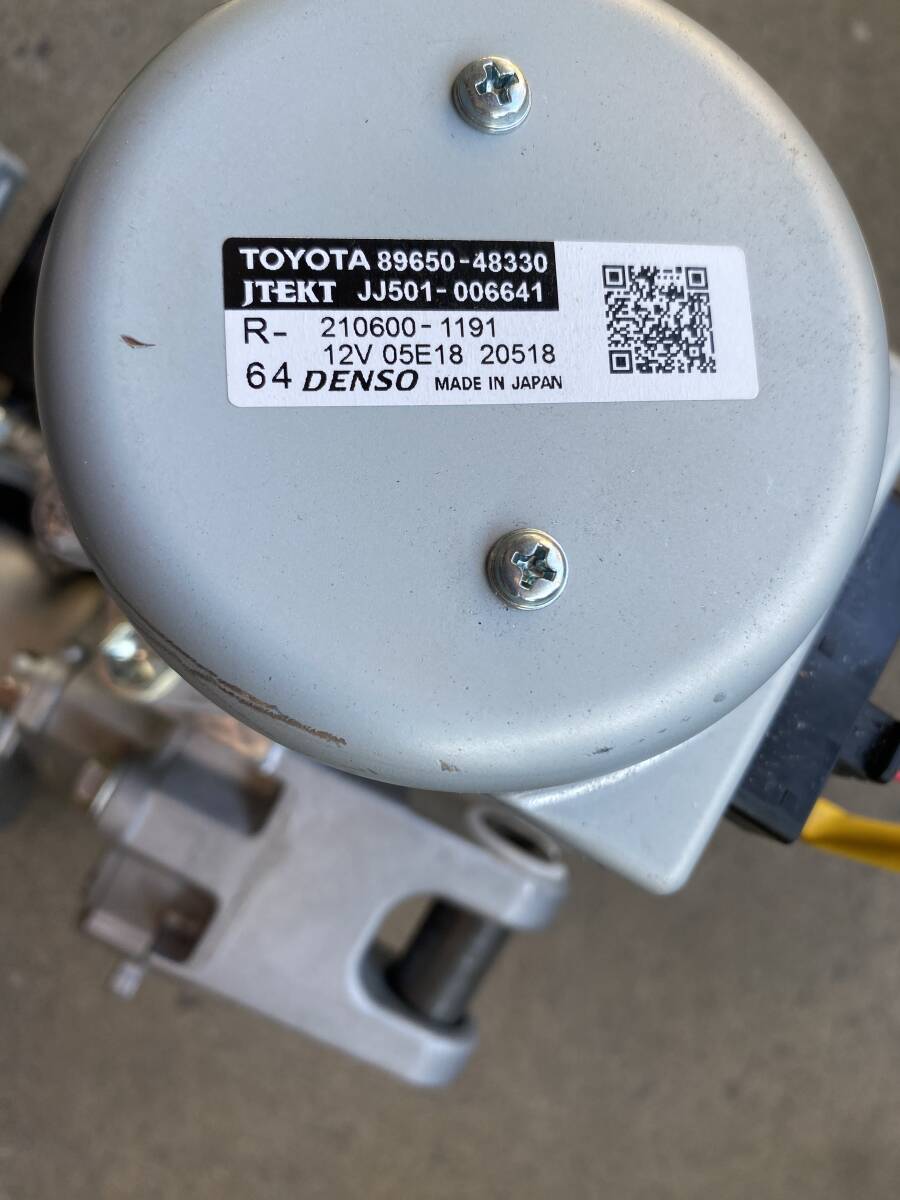 TOYOTA 89650-48330
JTEKT JJ501-006641
R- 210600-1191
12V 05E18 20518
64 DENSO MADE IN JAPAN